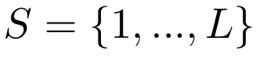 S = {1, ..., L}